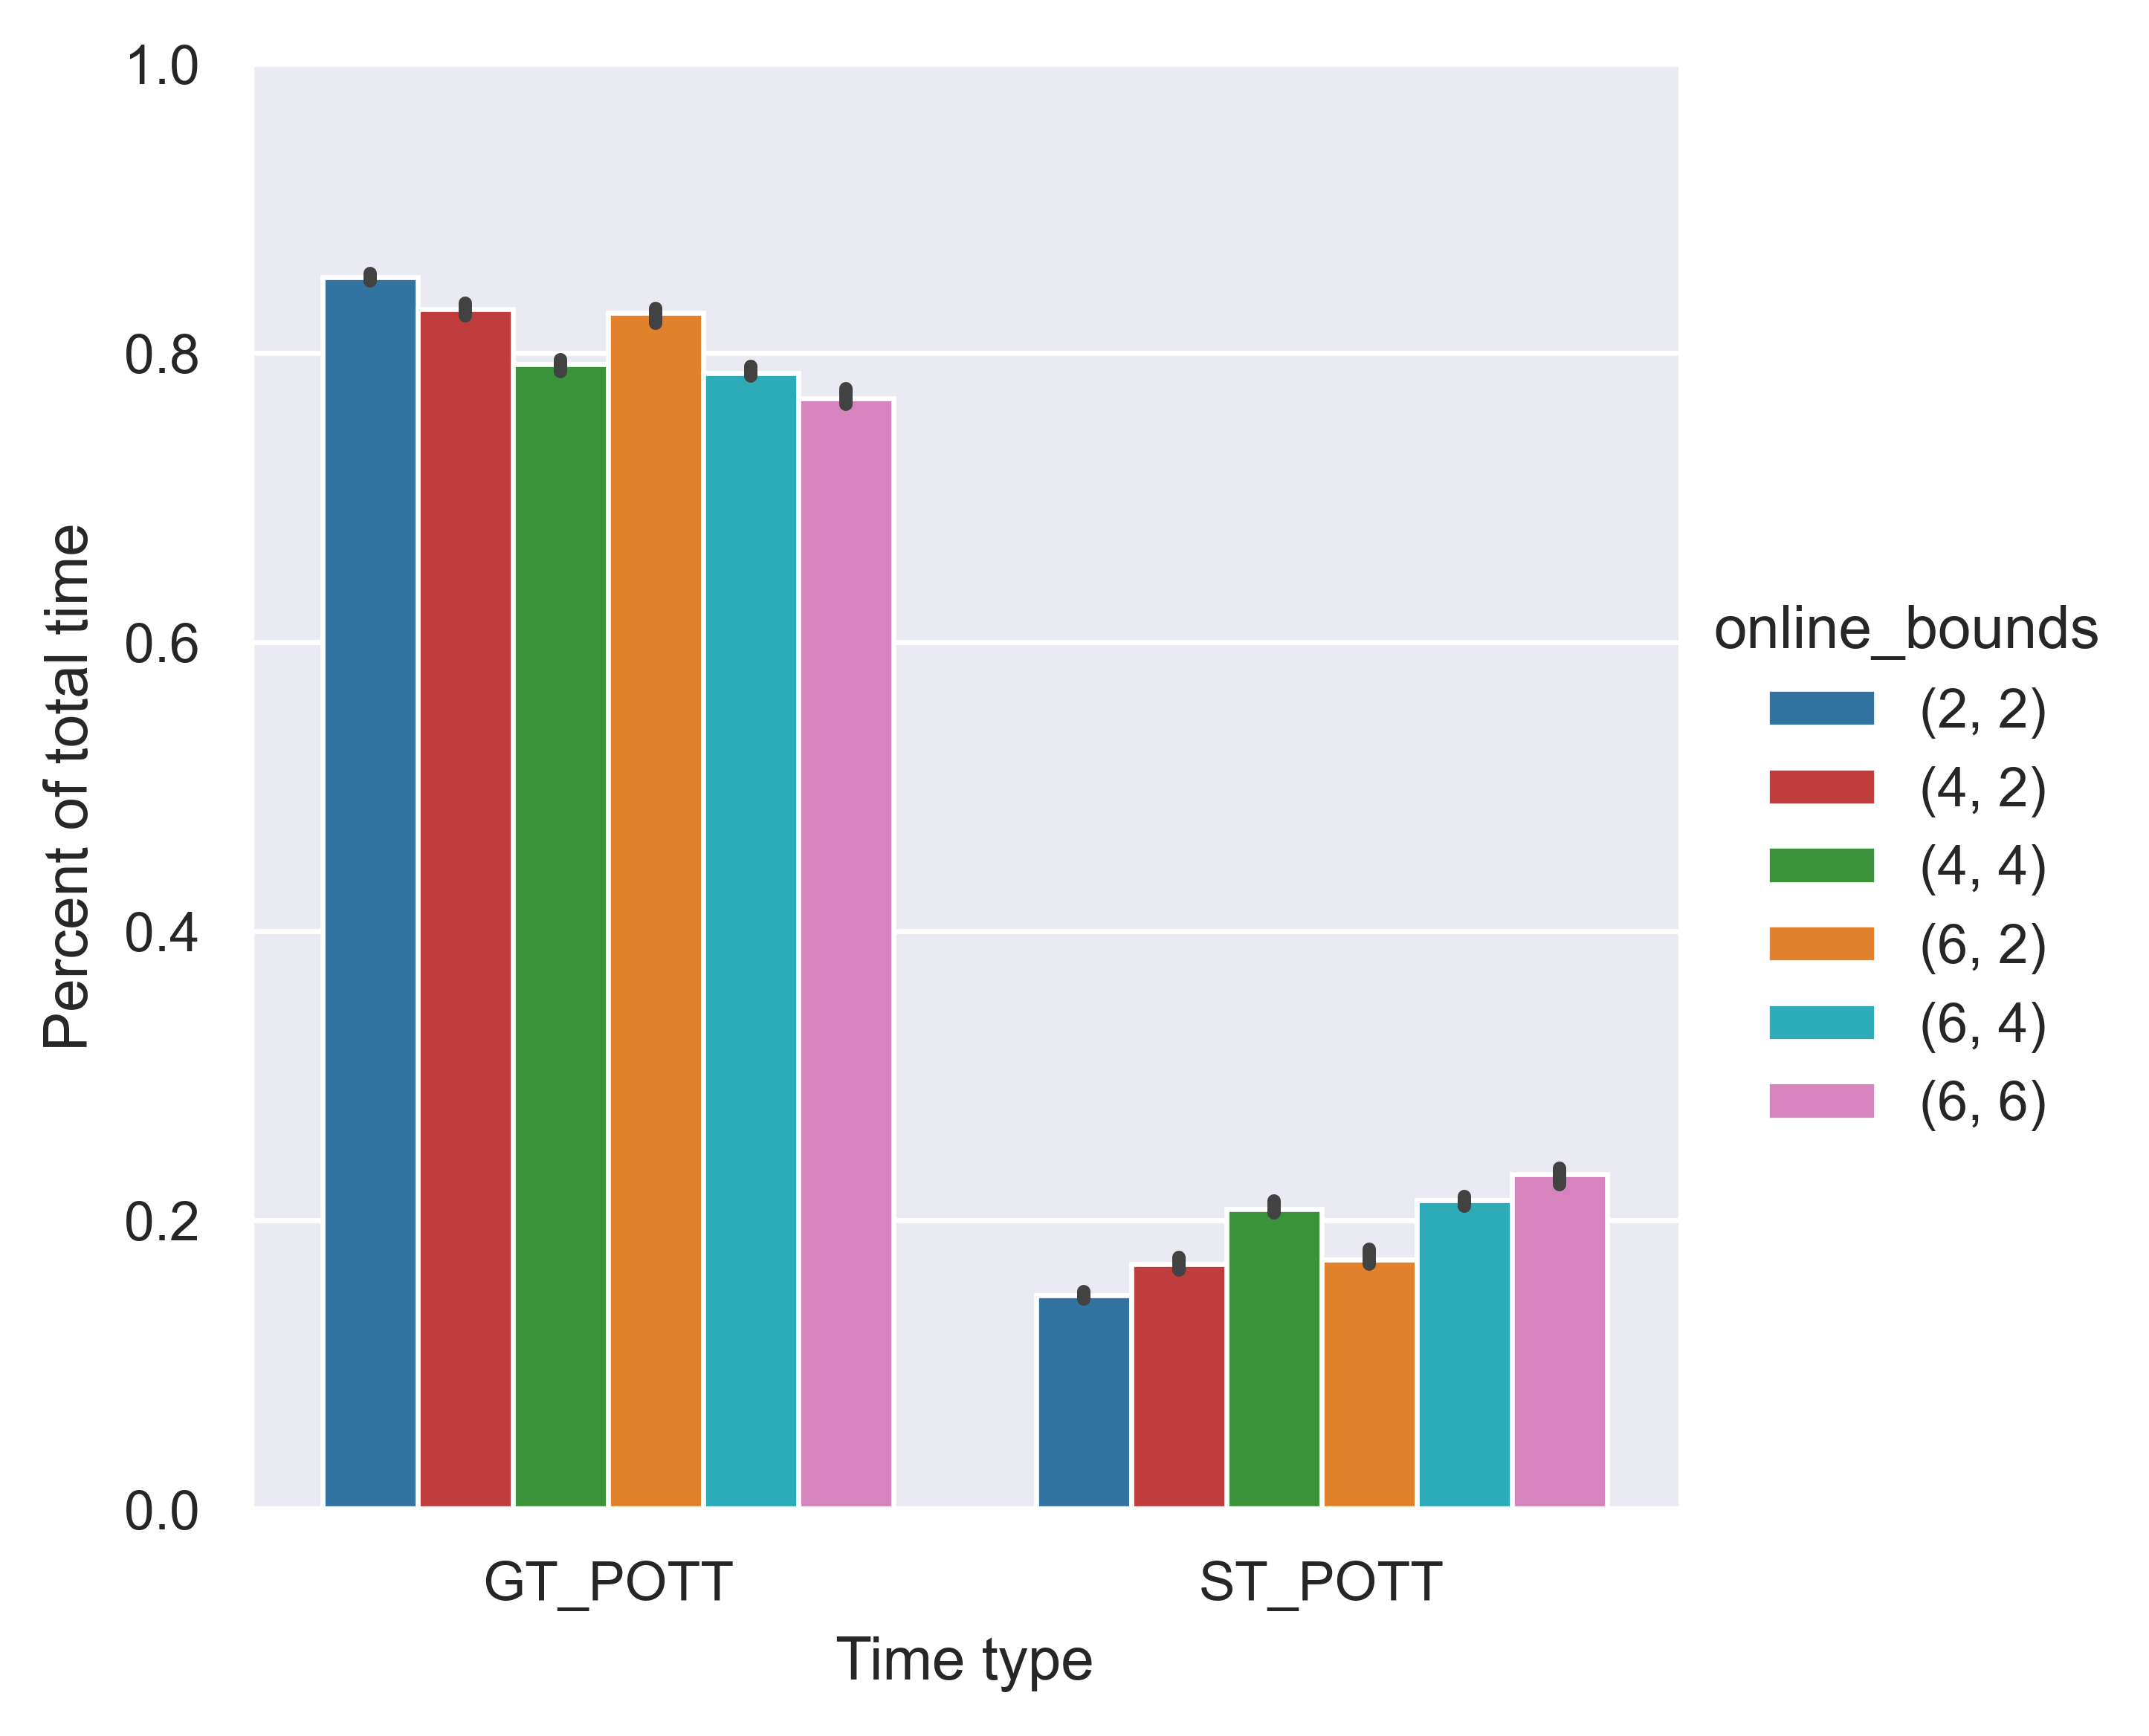 1.0
0.8
0.6
0.4
0.2
0.0
Percent of total time
GT_POTT
ST_POTT
Time type
online_bounds
(2, 2)
(4, 2)
(4, 4)
(6, 2)
(6, 4)
(6, 6)